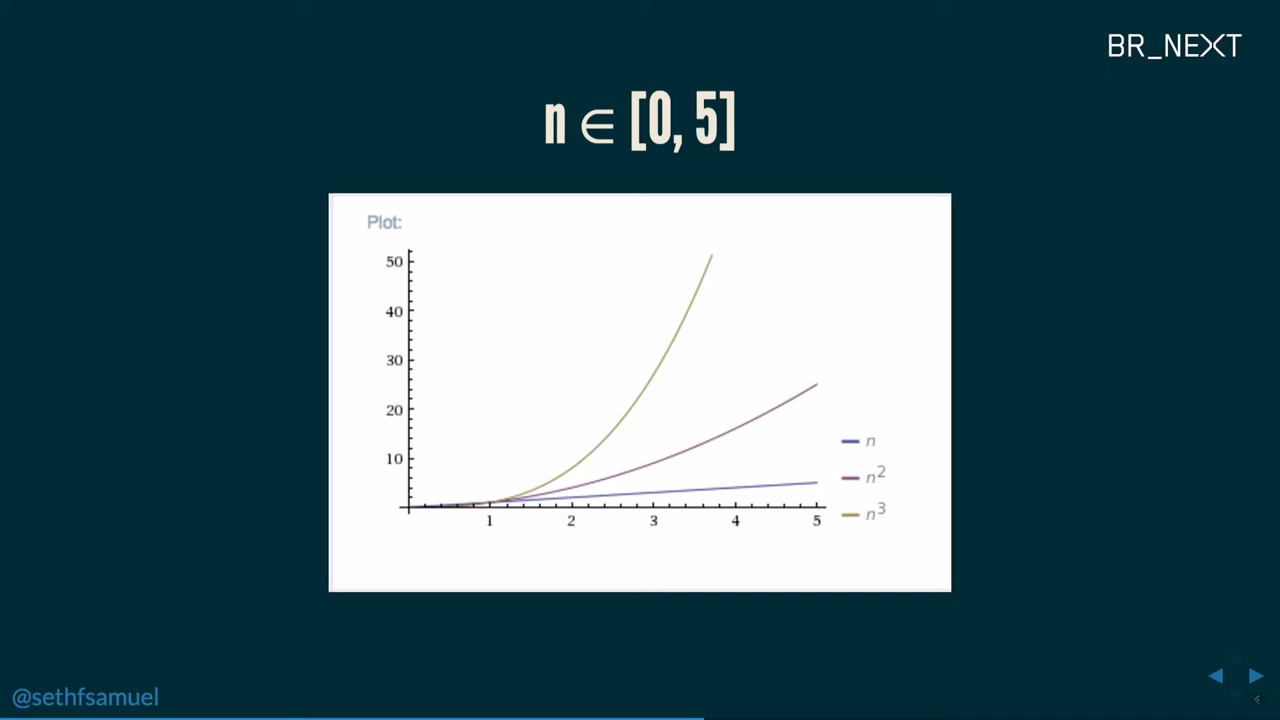 BR_NEXT
n ∈ [0, 5]
Plot:
50
40
30
20
10
1 2 3 4 5
n
n²
n³
@sethfsamuel